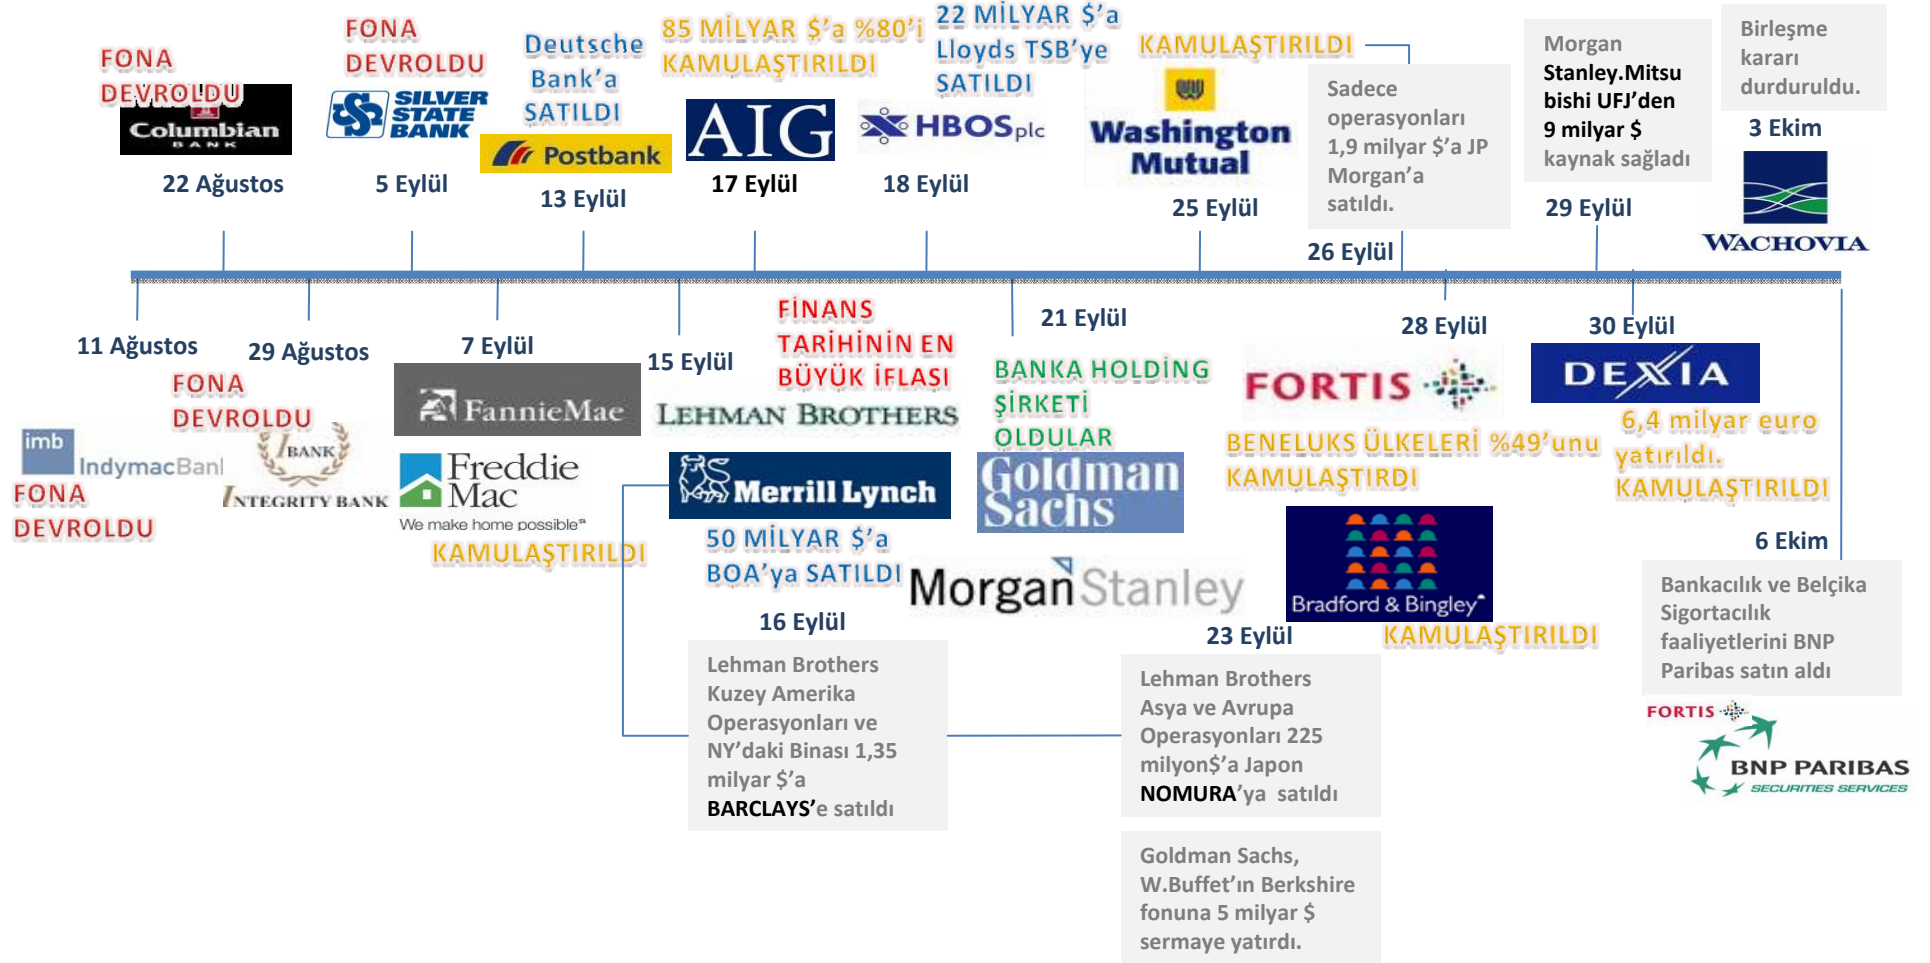 FONA
DEVROLDU
Columbian
BANK
22 Ağustos
FONA
DEVROLDU
SILVER
STATE
BANK
5 Eylül
Deutsche
Bank’a
SATILDI
Postbank
13 Eylül
85 MİLYAR $’a %80’i
KAMULAŞTIRILDI
AIG
17 Eylül
22 MİLYAR $’a
Lloyds TSB’ye
SATILDI
HBOS plc
18 Eylül
KAMULAŞTIRILDI
W
Washington
Mutual
25 Eylül
Sadece
operasyonları
1,9 milyar $’a JP
Morgan’a
satıldı.
26 Eylül
Morgan
Stanley.Mitsu
bishi UFJ’den
9 milyar $
kaynak sağladı
29 Eylül
Birleşme
kararı
durduruldu.
3 Ekim
WACHOVIA
11 Ağustos
imb
IndymacBank
FONA
DEVROLDU
29 Ağustos
FONA
DEVROLDU
IBANK
INTEGRITY BANK
7 Eylül
FannieMae
Freddie
Mac
We make home possible℠
KAMULAŞTIRILDI
15 Eylül
FİNANS
TARİHİNİN EN
BÜYÜK İFLASI
LEHMAN BROTHERS
Merrill Lynch
50 MİLYAR $’a
BOA’ya SATILDI
16 Eylül
Lehman Brothers
Kuzey Amerika
Operasyonları ve
NY’daki Binası 1,35
milyar $’a
BARCLAYS’e satıldı
21 Eylül
BANKA HOLDİNG
ŞİRKETİ
OLDULAR
Goldman
Sachs
Morgan Stanley
23 Eylül
Lehman Brothers
Asya ve Avrupa
Operasyonları 225
milyon$’a Japon
NOMURA’ya satıldı
Goldman Sachs,
W.Buffet’ın Berkshire
fonuna 5 milyar $
sermaye yatırdı.
28 Eylül
FORTIS
BENELUKS ÜLKELERİ %49’unu
KAMULAŞTIRDI
Bradford & Bingley
KAMULAŞTIRILDI
30 Eylül
DEXIA
6,4 milyar euro
yatırıldı.
KAMULAŞTIRILDI
6 Ekim
Bankacılık ve Belçika
Sigortacılık
faaliyetlerini BNP
Paribas satın aldı
FORTIS
BNP PARIBAS
SECURITIES SERVICES